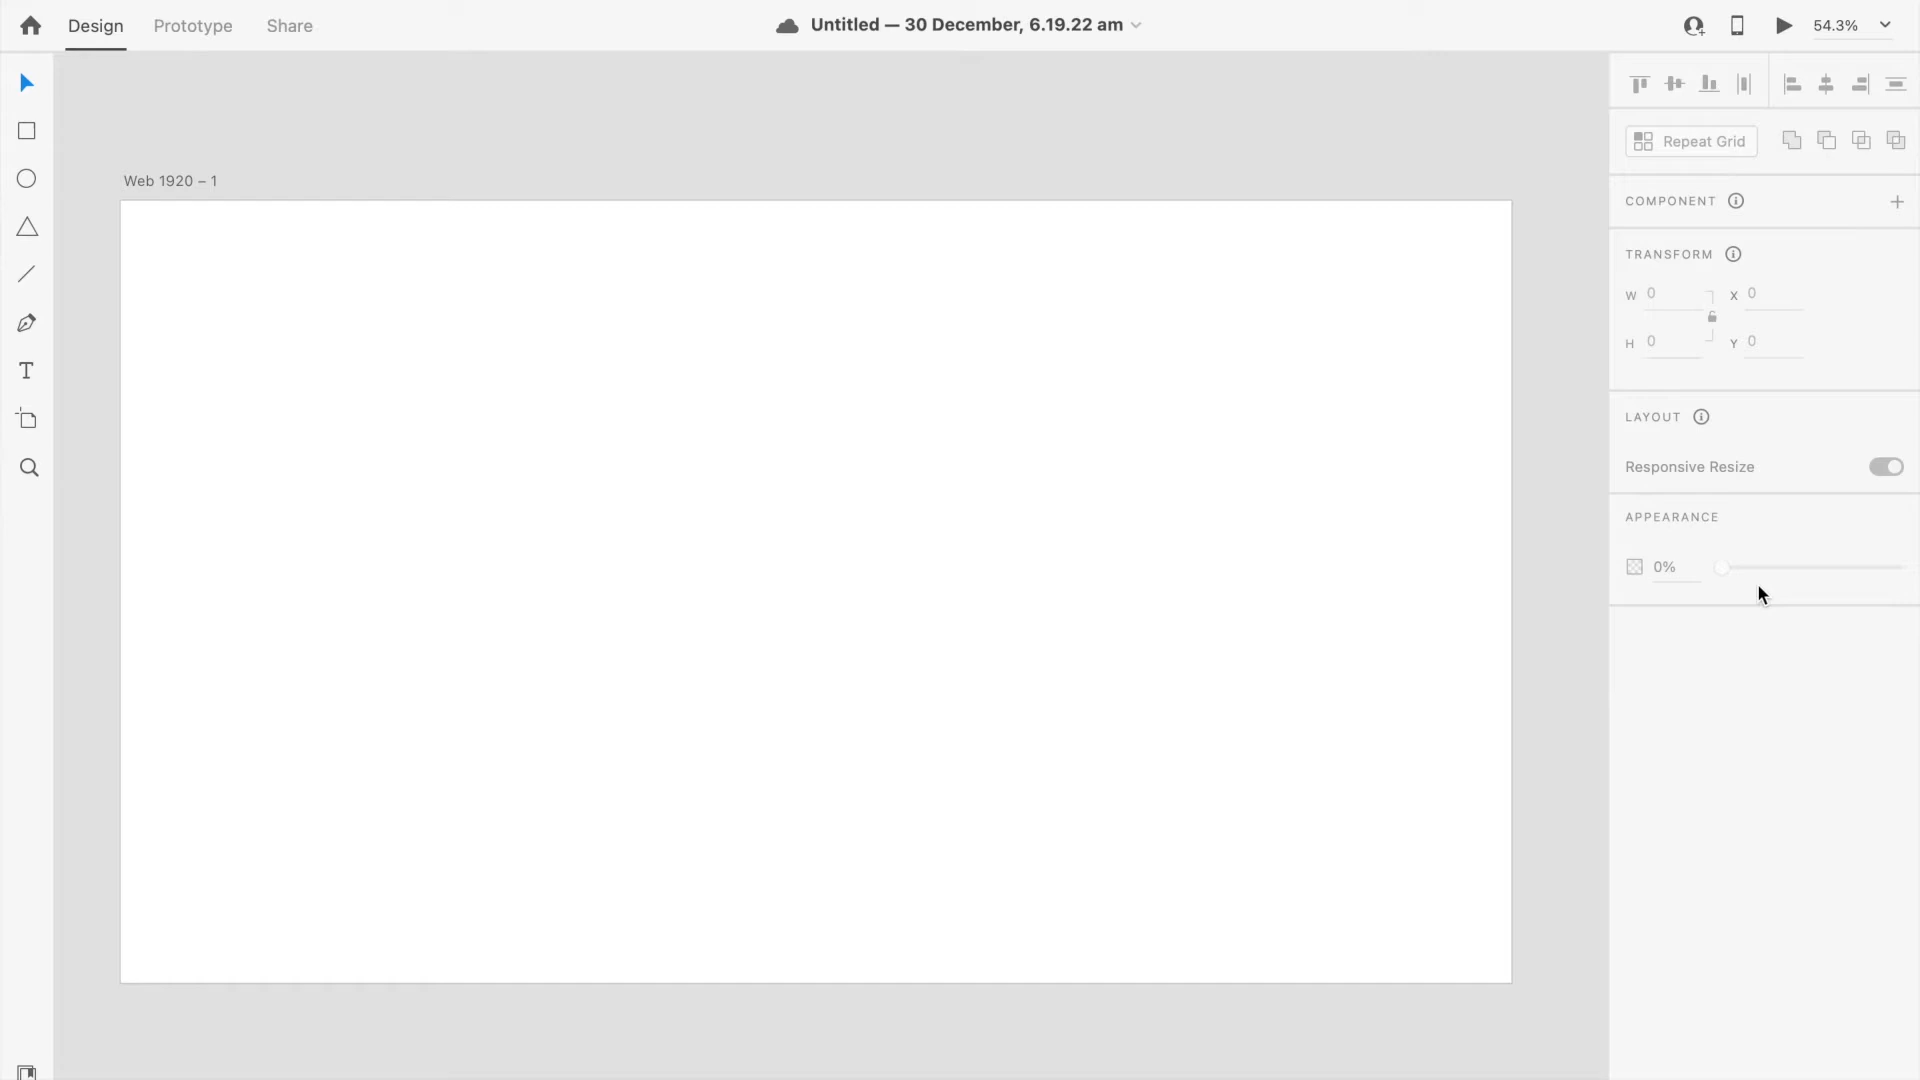 Design Prototype Share Untitled — 30 December, 6.19.22 am 54.3%
Web 1920 – 1
Repeat Grid
COMPONENT
TRANSFORM
W 0 X 0
H 0 Y 0
LAYOUT
Responsive Resize
APPEARANCE
0%